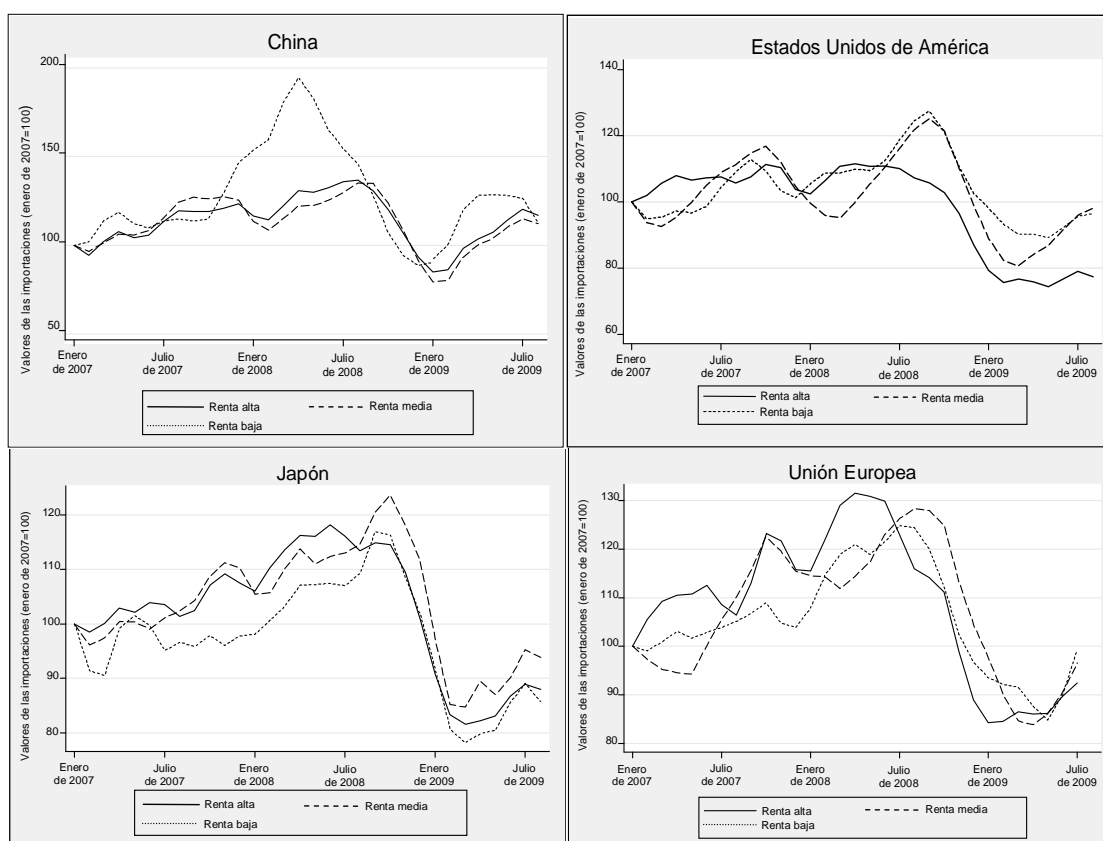 China
Valores de las importaciones (enero de 2007=100)
200
150
100
50
Enero
de 2007
Julio
de 2007
Enero
de 2008
Julio
de 2008
Enero
de 2009
Julio
de 2009
Renta alta
Renta media
Renta baja
Estados Unidos de América
Valores de las importaciones (enero de 2007=100)
140
120
100
80
60
Enero
de 2007
Julio
de 2007
Enero
de 2008
Julio
de 2008
Enero
de 2009
Julio
de 2009
Renta alta
Renta media
Renta baja
Japón
Valores de las importaciones (enero de 2007=100)
120
110
100
90
80
Enero
de 2007
Julio
de 2007
Enero
de 2008
Julio
de 2008
Enero
de 2009
Julio
de 2009
Renta alta
Renta media
Renta baja
Unión Europea
Valores de las importaciones (enero de 2007=100)
130
120
110
100
90
80
Enero
de 2007
Julio
de 2007
Enero
de 2008
Julio
de 2008
Enero
de 2009
Julio
de 2009
Renta alta
Renta media
Renta baja